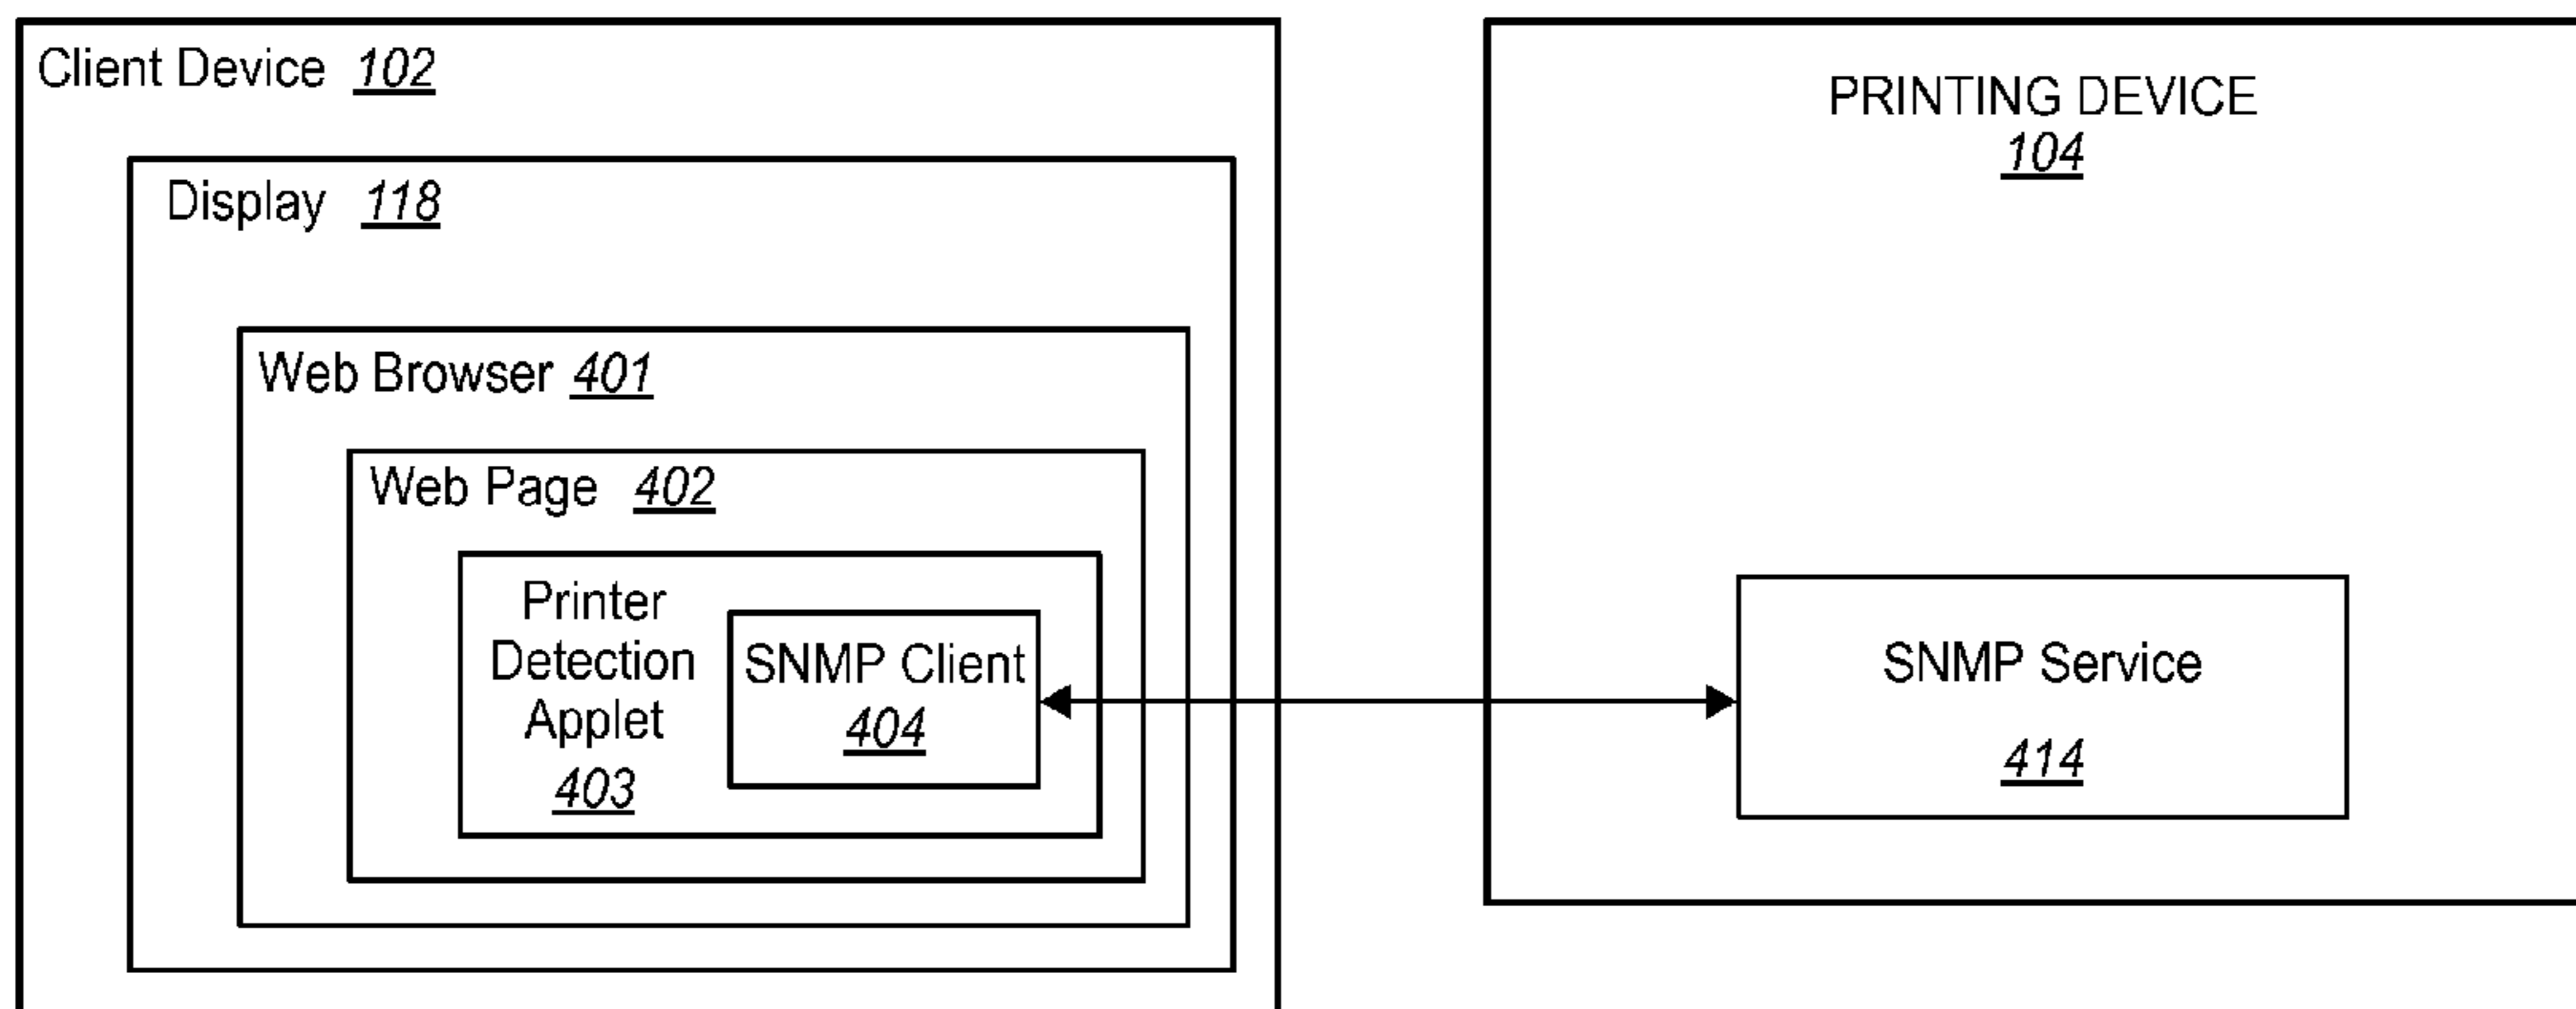 Client Device 102
Display 118
Web Browser 401
Web Page 402
Printer
Detection
Applet
403
SNMP Client
404
PRINTING DEVICE
104
SNMP Service
414